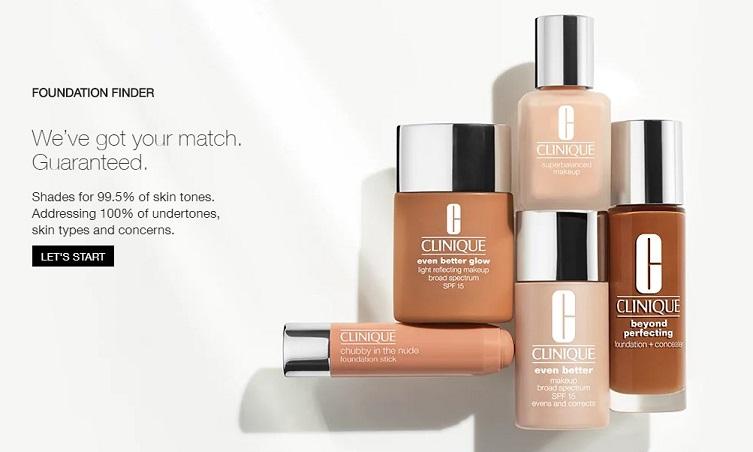 FOUNDATION FINDER
We've got your match.
Guaranteed.
Shades for 99.5% of skin tones.
Addressing 100% of undertones,
skin types and concerns.
LET'S START
CLINIQUE
superbalanced
makeup
CLINIQUE
even better glow
light reflecting makeup
broad spectrum
SPF 15
CLINIQUE
beyond
perfecting
foundation + concealer
CLINIQUE
chubby in the nude
foundation stick
CLINIQUE
even better
makeup
broad spectrum
SPF 15
evens and corrects